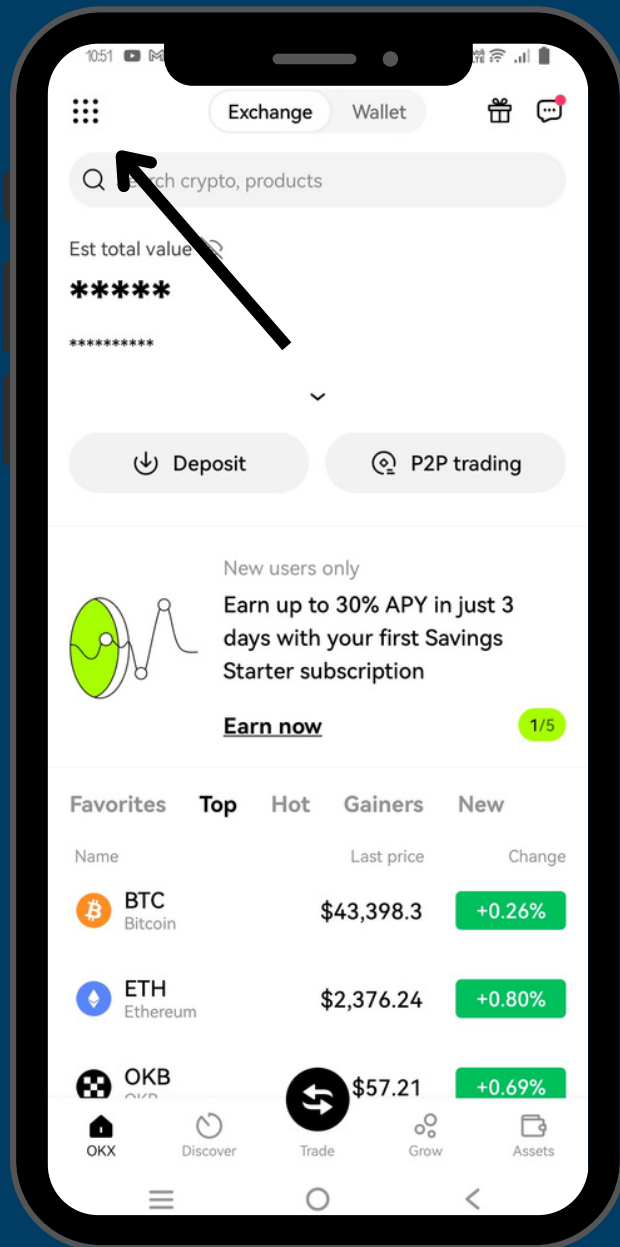 10:51
Exchange Wallet
crypto, products
Est total value
*****
**********
Deposit P2P trading
New users only
Earn up to 30% APY in just 3
days with your first Savings
Starter subscription
Earn now 1/5
Favorites Top Hot Gainers New
Name Last price Change
BTC $43,398.3 +0.26%
Bitcoin
ETH $2,376.24 +0.80%
Ethereum
OKB $57.21 +0.69%
OKX Discover Trade Grow Assets